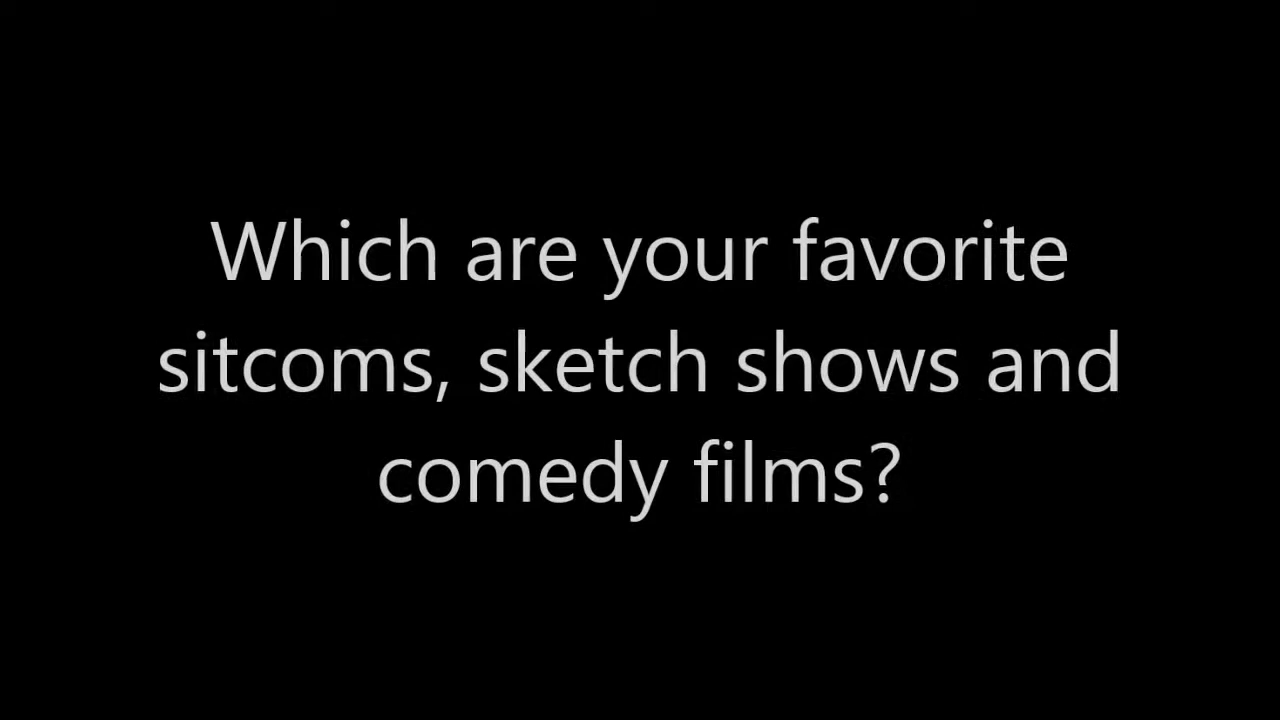 Which are your favorite
sitcoms, sketch shows and
comedy films?